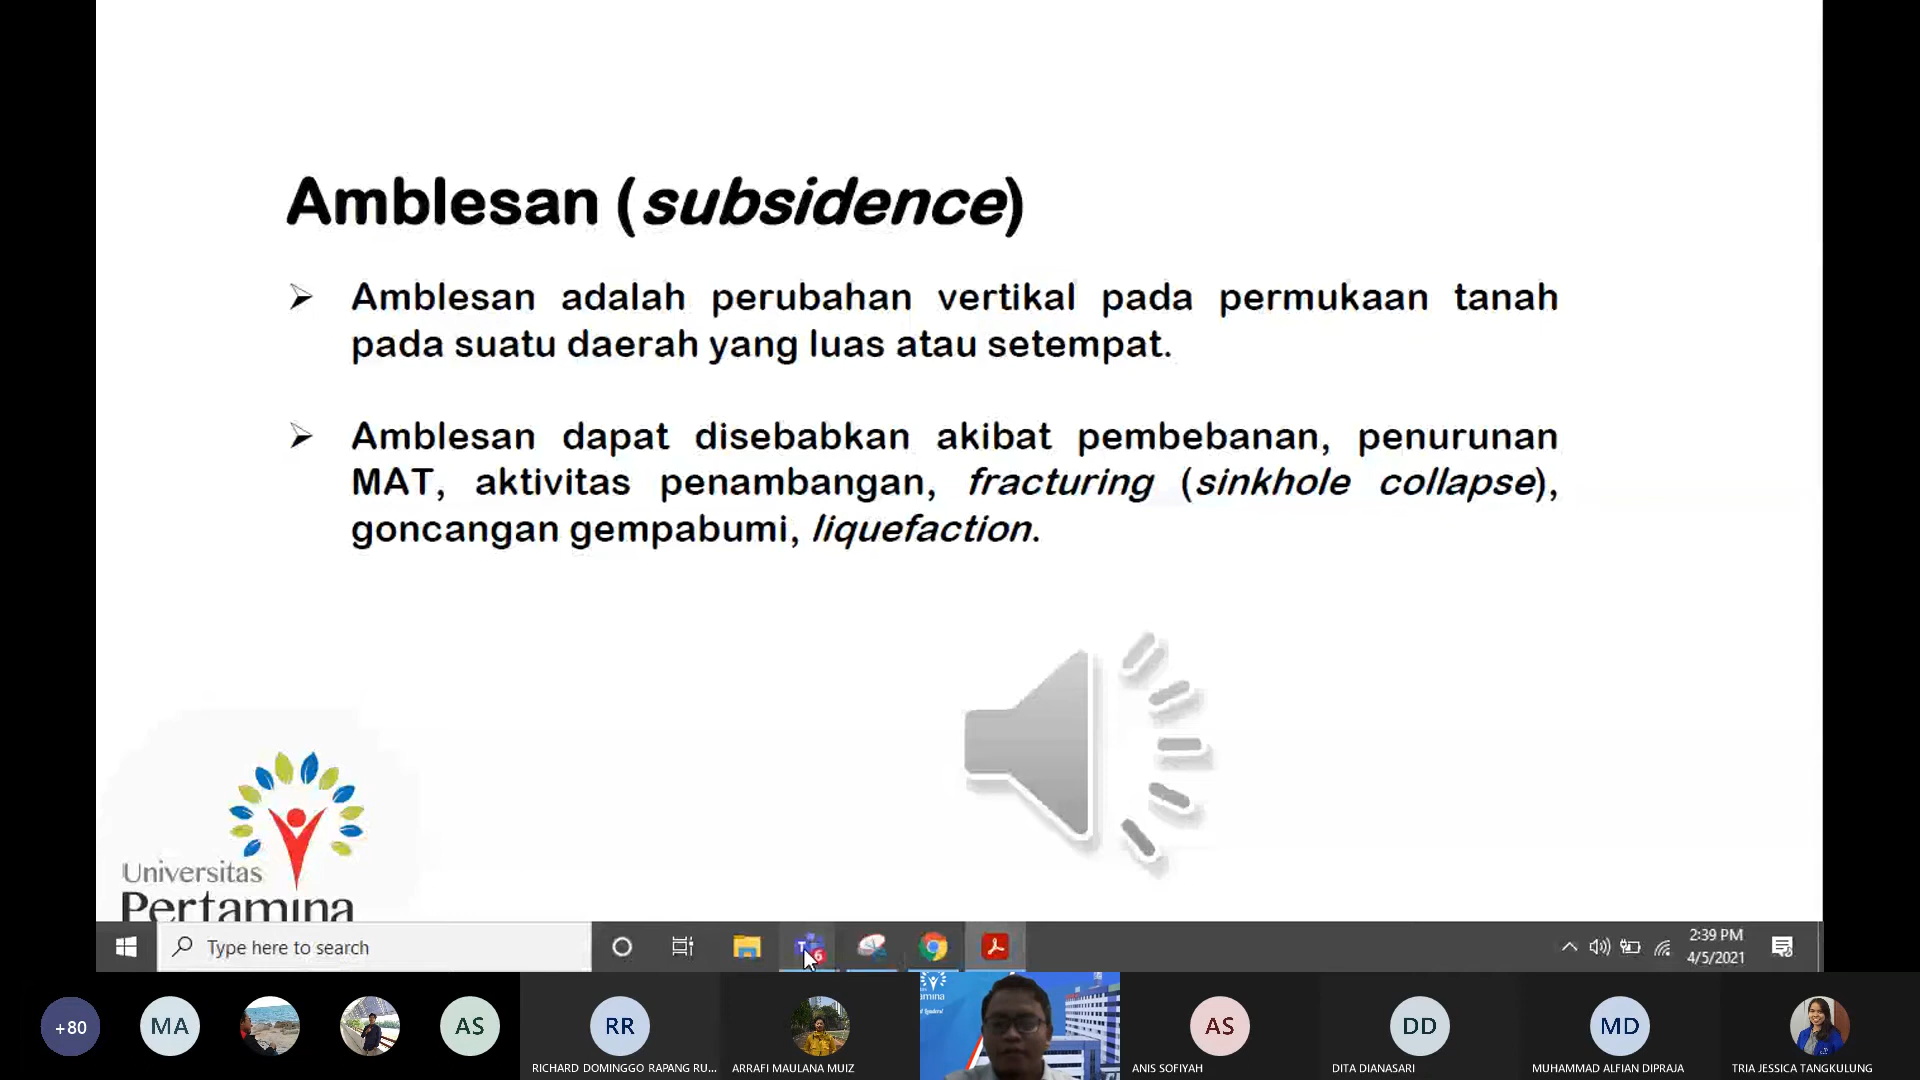 Amblesan (subsidence)
Amblesan adalah perubahan vertikal pada permukaan tanah
pada suatu daerah yang luas atau setempat.
Amblesan dapat disebabkan akibat pembebanan, penurunan
MAT, aktivitas penambangan, fracturing (sinkhole collapse),
goncangan gempabumi, liquefaction.
Universitas
Pertamina
Type here to search
6
2:39 PM
4/5/2021
+80
MA
AS
RR
AS
DD
MD
RICHARD DOMINGGO RAPANG RU...
ARRAFI MAULANA MUIZ
ANIS SOFIYAH
DITA DIANASARI
MUHAMMAD ALFIAN DIPRAJA
TRIA JESSICA TANGKULUNG